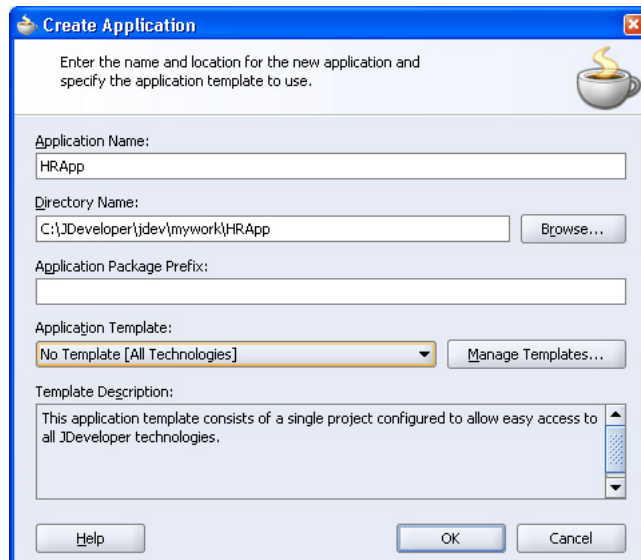 Create Application
Enter the name and location for the new application and
specify the application template to use.
Application Name:
HRApp
Directory Name:
C:\JDeveloper\jdev\mywork\HRApp
Browse...
Application Package Prefix:
Application Template:
No Template [All Technologies]
Manage Templates...
Template Description:
This application template consists of a single project configured to allow easy access to
all JDeveloper technologies.
Help
OK
Cancel